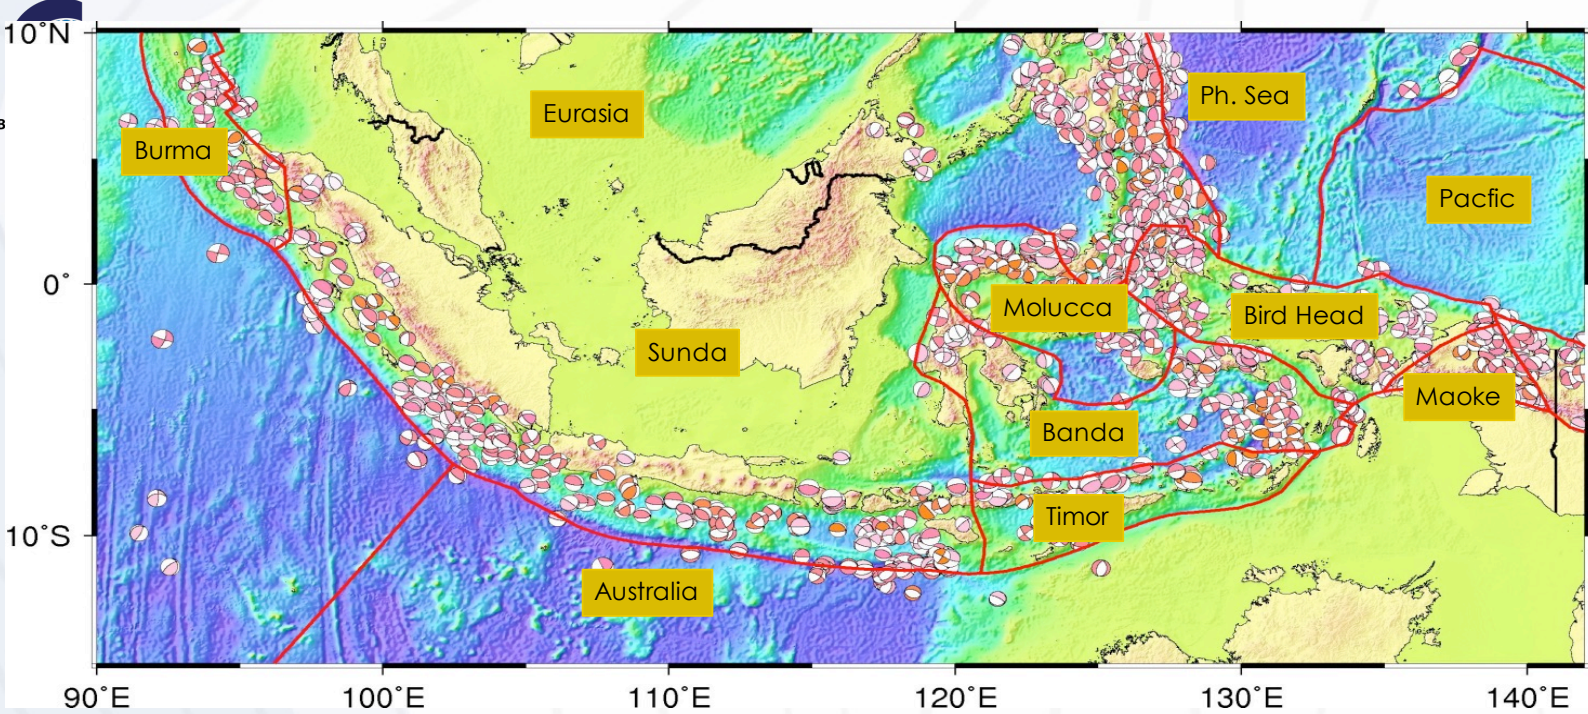 10˚N
B
Eurasia
Ph. Sea
Burma
Pacfic
0˚
Molucca
Bird Head
Sunda
Maoke
Banda
10˚S
Timor
Australia
90˚E 100˚E 110˚E 120˚E 130˚E 140˚E